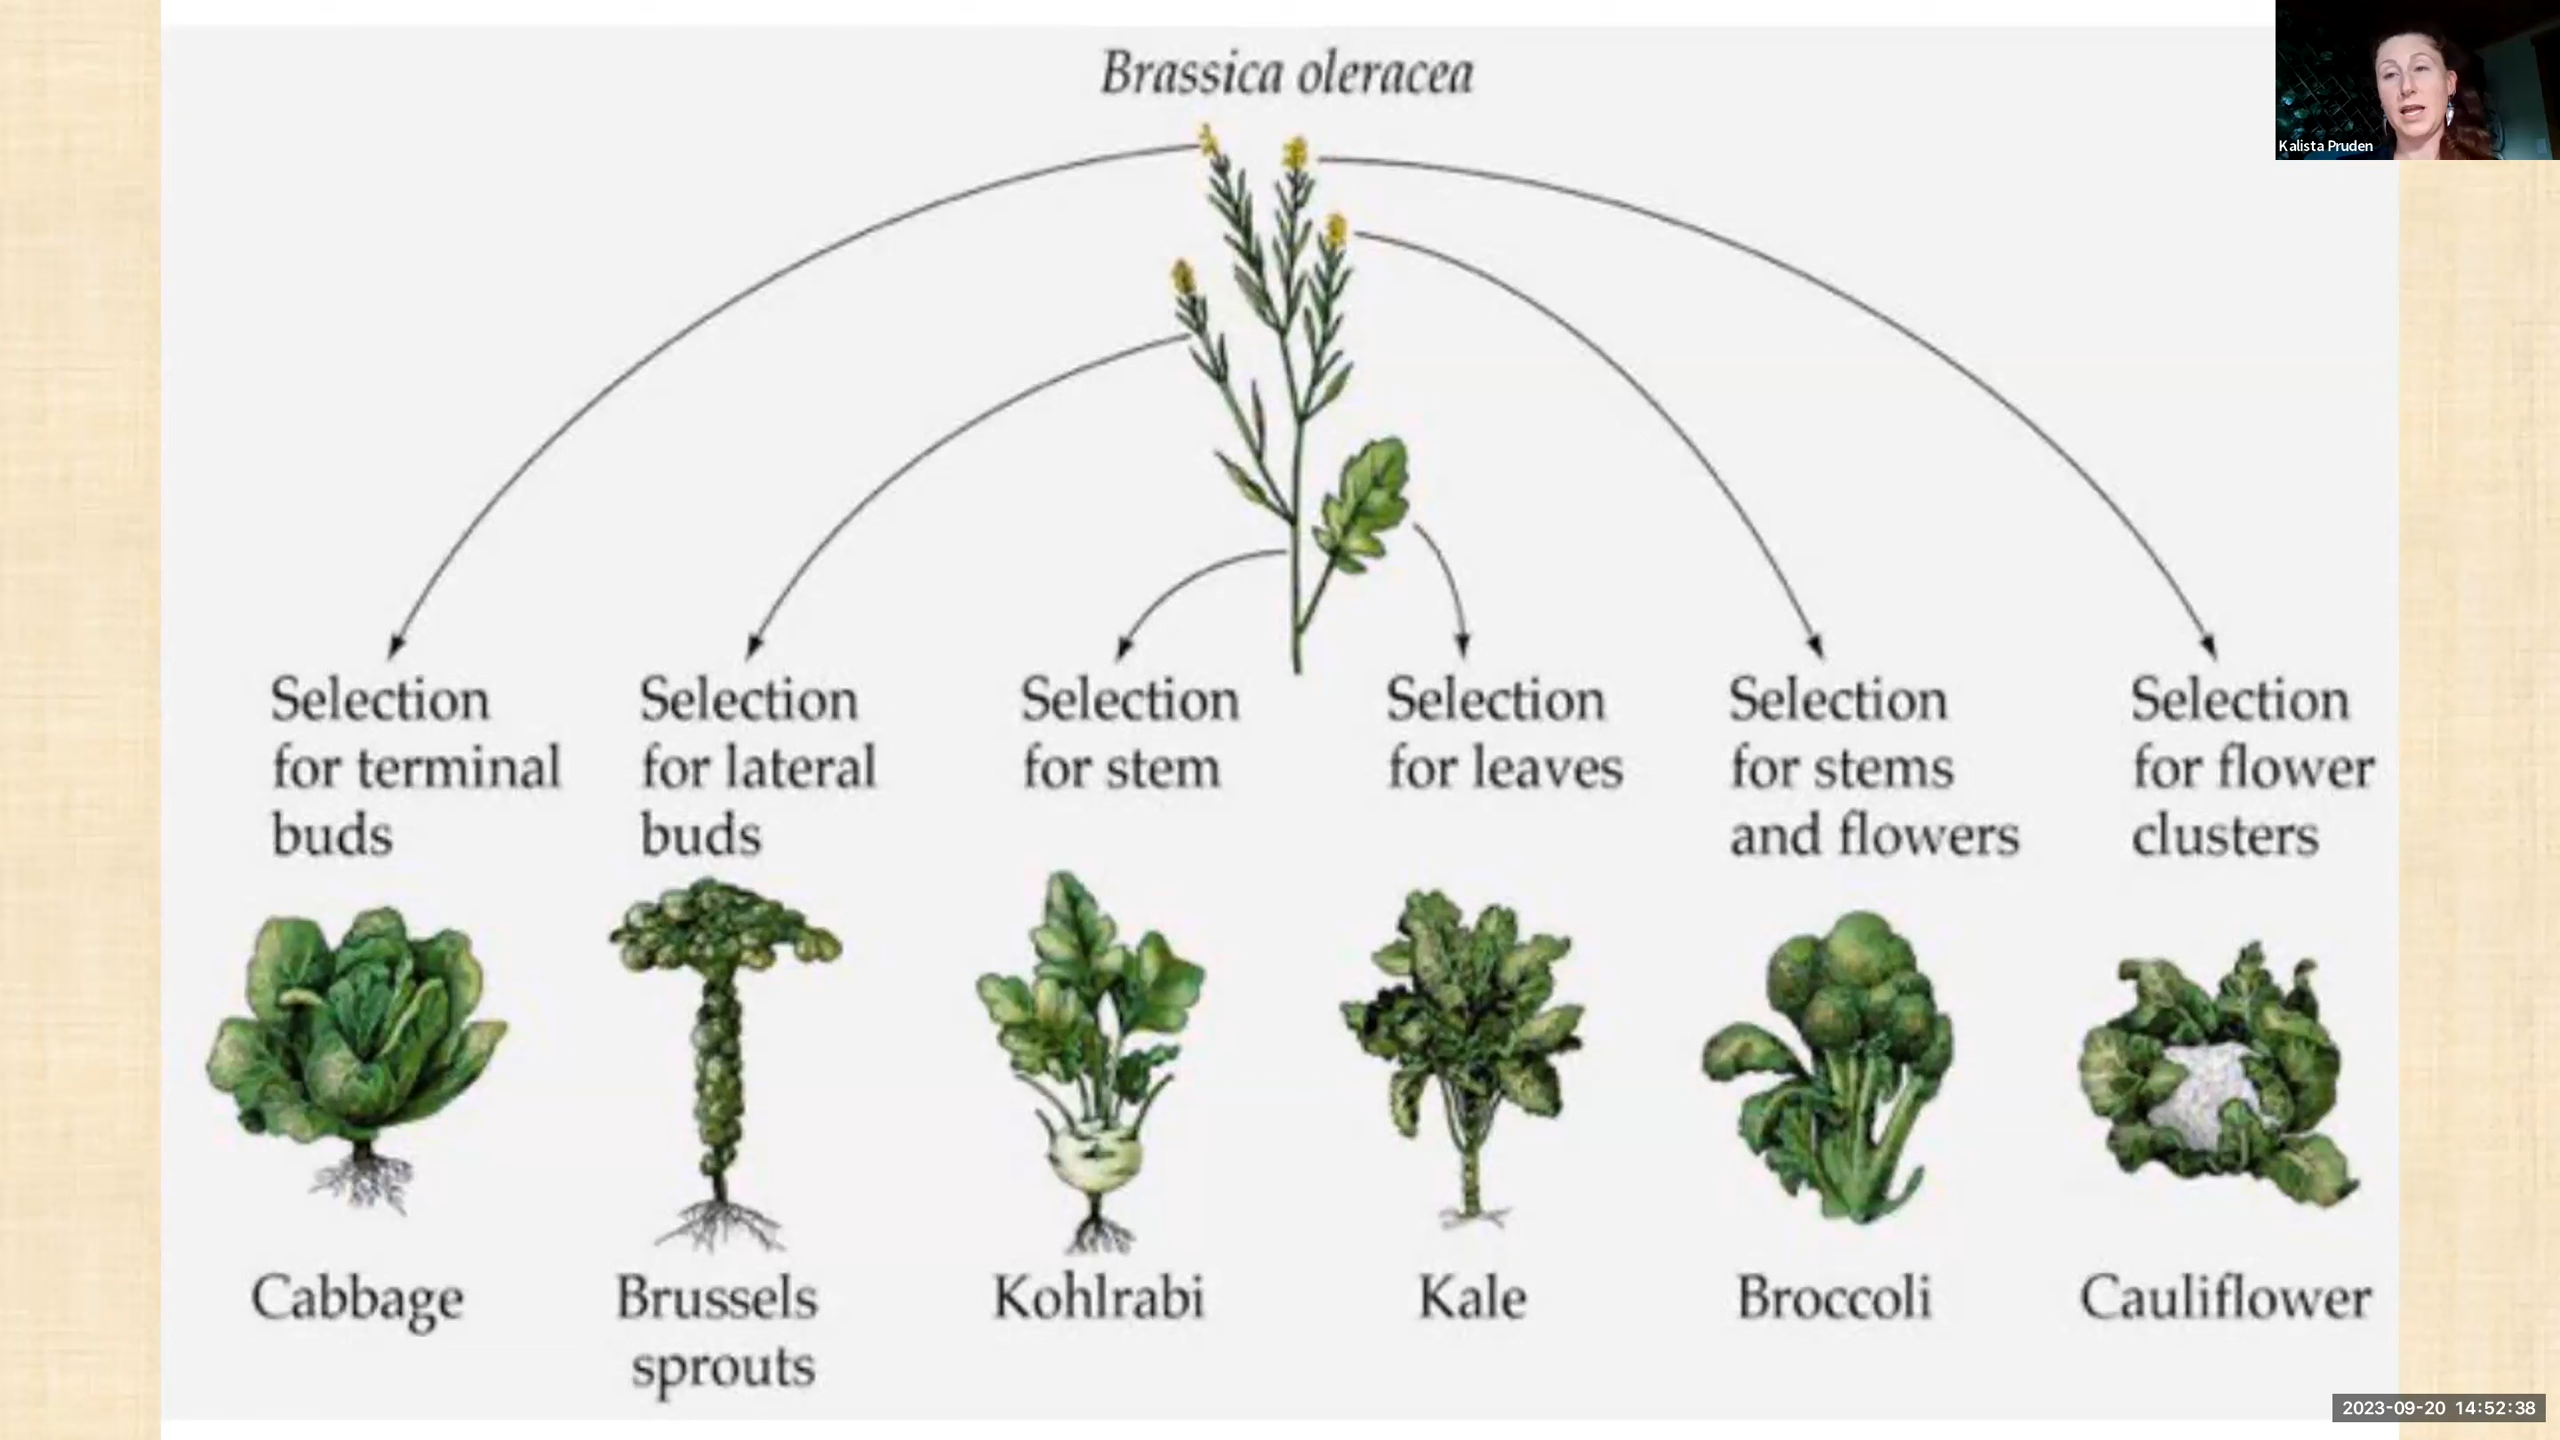 Brassica oleracea
Kalista Pruden
Selection
for terminal
buds
Selection
for lateral
buds
Selection
for stem
Selection
for leaves
Selection
for stems
and flowers
Selection
for flower
clusters
Cabbage
Brussels
sprouts
Kohlrabi
Kale
Broccoli
Cauliflower
2023-09-20 14:52:38